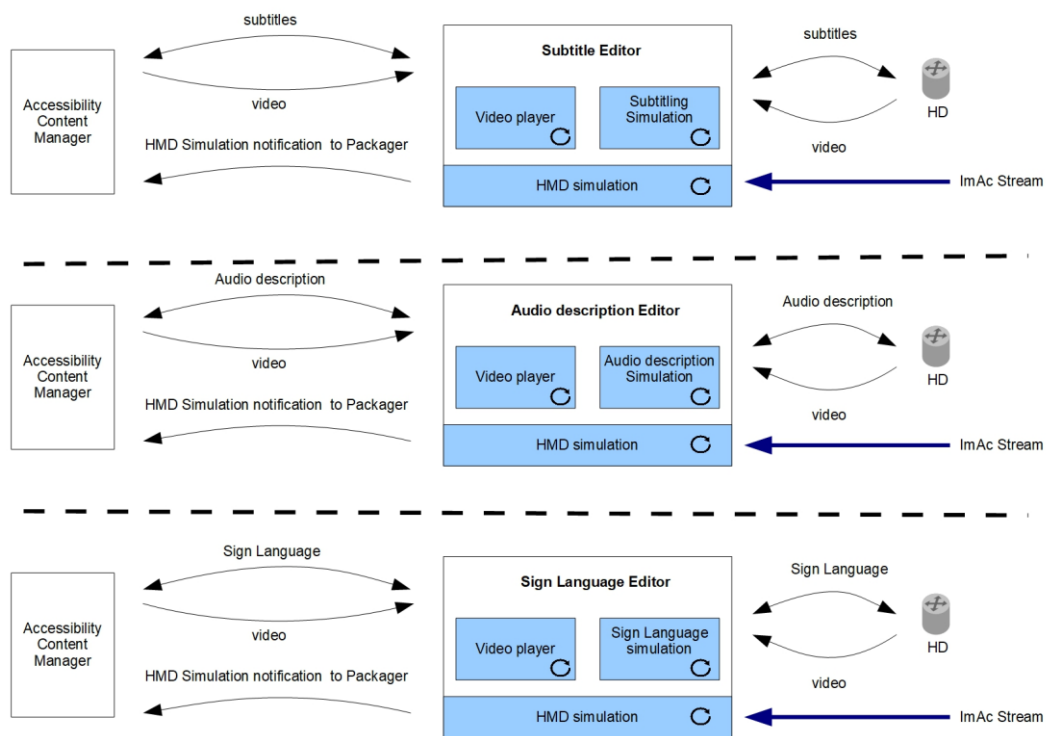 subtitles
Accessibility
Content
Manager
video
HMD Simulation notification  to Packager
Subtitle Editor
Video player
Subtitling
Simulation
HMD simulation
subtitles
HD
video
ImAc Stream
Audio description
Accessibility
Content
Manager
video
HMD Simulation notification  to Packager
Audio description Editor
Video player
Audio description
Simulation
HMD simulation
Audio description
HD
video
ImAc Stream
Sign Language
Accessibility
Content
Manager
video
HMD Simulation notification  to Packager
Sign Language Editor
Video player
Sign Language
simulation
HMD simulation
Sign Language
HD
video
ImAc Stream